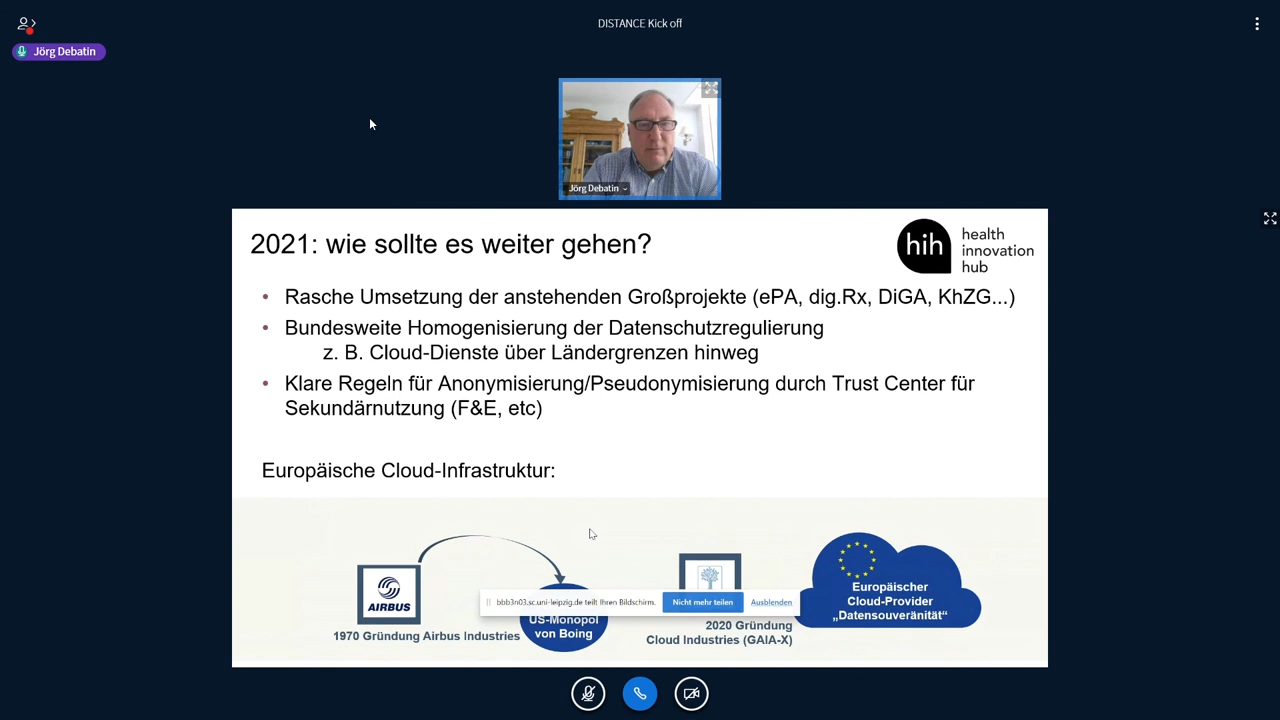 DISTANCE Kick off
Jörg Debatin
Jörg Debatin
2021: wie sollte es weiter gehen?
hih
health
innovation
hub
• Rasche Umsetzung der anstehenden Großprojekte (ePA, dig.Rx, DiGA, KhZG...)
• Bundesweite Homogenisierung der Datenschutzregulierung
z. B. Cloud-Dienste über Ländergrenzen hinweg
• Klare Regeln für Anonymisierung/Pseudonymisierung durch Trust Center für
Sekundärnutzung (F&E, etc)
Europäische Cloud-Infrastruktur:
AIRBUS
1970 Gründung Airbus Industries
US-Monopol
von Boing
bbb3n03.sc.uni-leipzig.de teilt Ihren Bildschirm.
Nicht mehr teilen
Ausblenden
2020 Gründung
Cloud Industries (GAIA-X)
Europäischer
Cloud-Provider
„Datensouveränität“